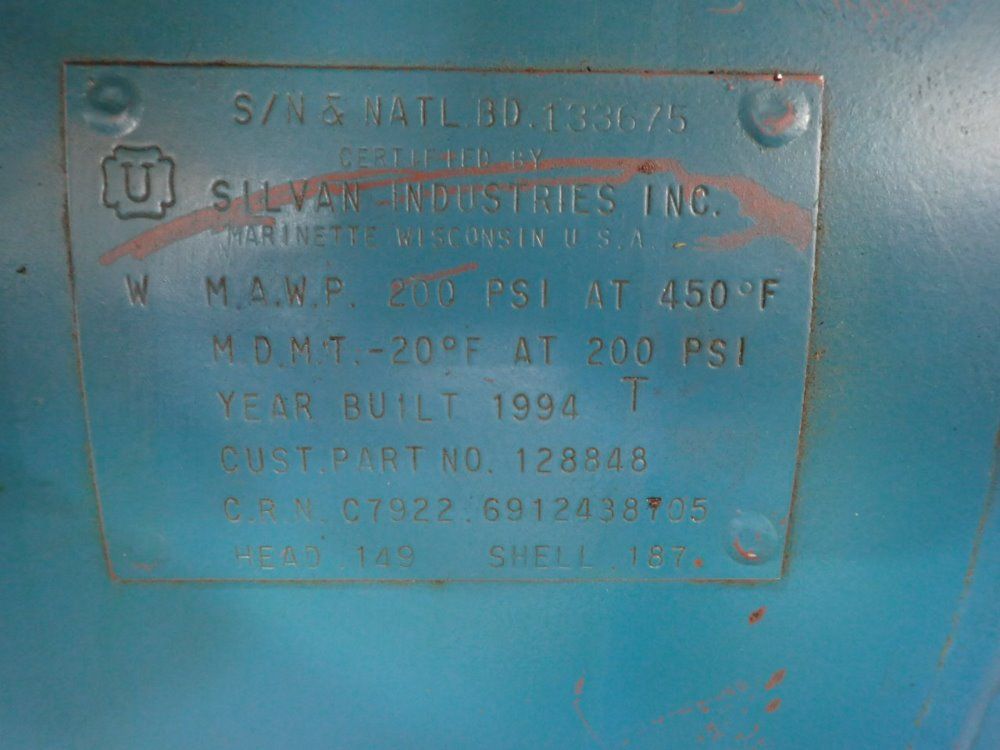 S/N & NATL.BD. 133675
CERTIFIED BY
U
SILVAN INDUSTRIES INC.
MARINETTE WISCONSIN U.S.A.
W M.A.W.P. 200 PSI AT 450°F
M.D.M.T. -20°F AT 200 PSI
YEAR BUILT 1994 T
CUST. PART NO. 128848
C.R.N. C7922.6912438705
HEAD .149 SHELL .187